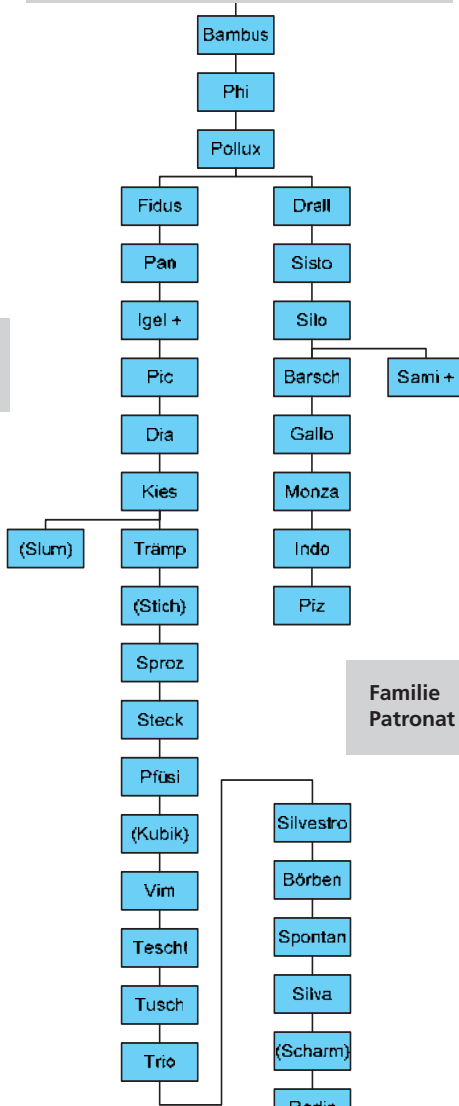 Bambus
Phi
Pollux
Fidus
Drall
Pan
Sisto
Igel +
Silo
Pic
Barsch
Sami +
Dia
Gallo
Kies
Monza
(Slum)
Trämp
Indo
(Stich)
Piz
Sproz
Steck
Familie
Patronat
Pfüsi
(Kubik)
Silvestro
Vim
Börben
Tescht
Spontan
Tusch
Silva
Trio
(Scharm)